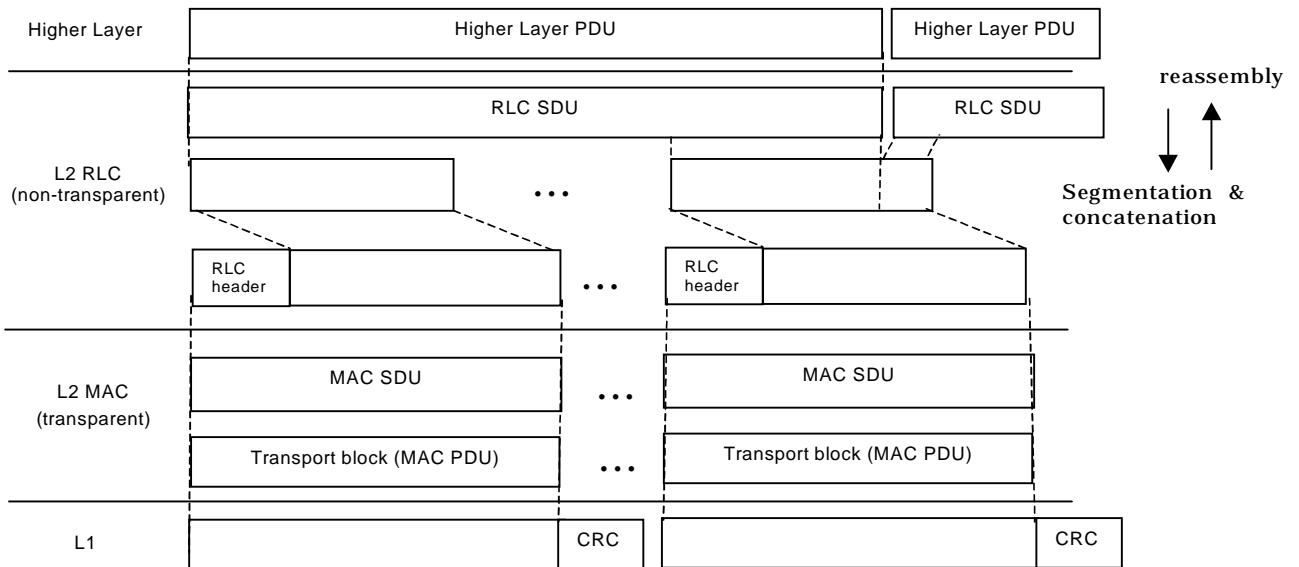 Higher Layer
Higher Layer PDU
Higher Layer PDU
reassembly
RLC SDU
RLC SDU
L2 RLC
(non-transparent)
Segmentation &
concatenation
RLC
header
RLC
header
L2 MAC
(transparent)
MAC SDU
MAC SDU
Transport block (MAC PDU)
Transport block (MAC PDU)
L1
CRC
CRC